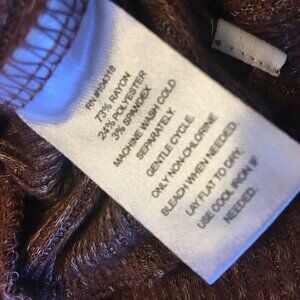 RN #104318
73% RAYON
24% POLYESTER
3% SPANDEX
MACHINE WASH COLD
SEPARATELY.
GENTLE CYCLE.
ONLY NON-CHLORINE
BLEACH WHEN NEEDED.
LAY FLAT TO DRY.
USE COOL IRON IF
NEEDED.